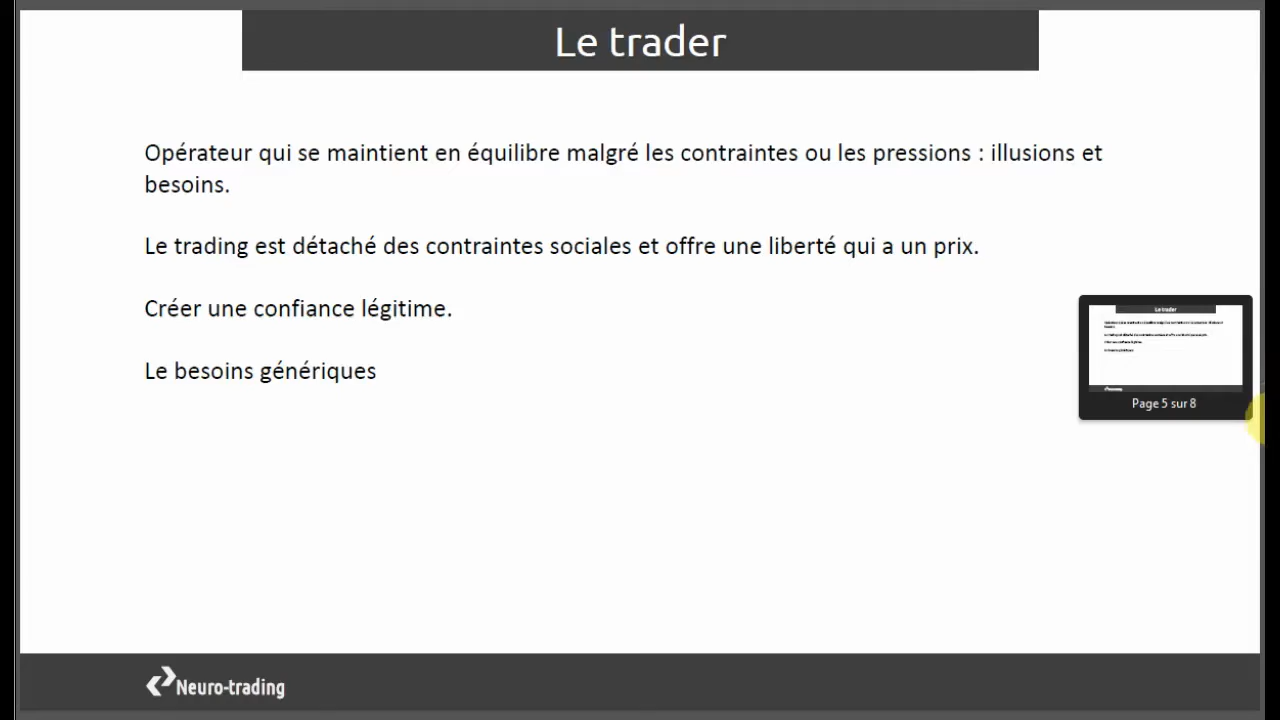 Le trader
Opérateur qui se maintient en équilibre malgré les contraintes ou les pressions : illusions et
besoins.
Le trading est détaché des contraintes sociales et offre une liberté qui a un prix.
Créer une confiance légitime.
Le besoins génériques
Le trader
Page 5 sur 8
Neuro-trading